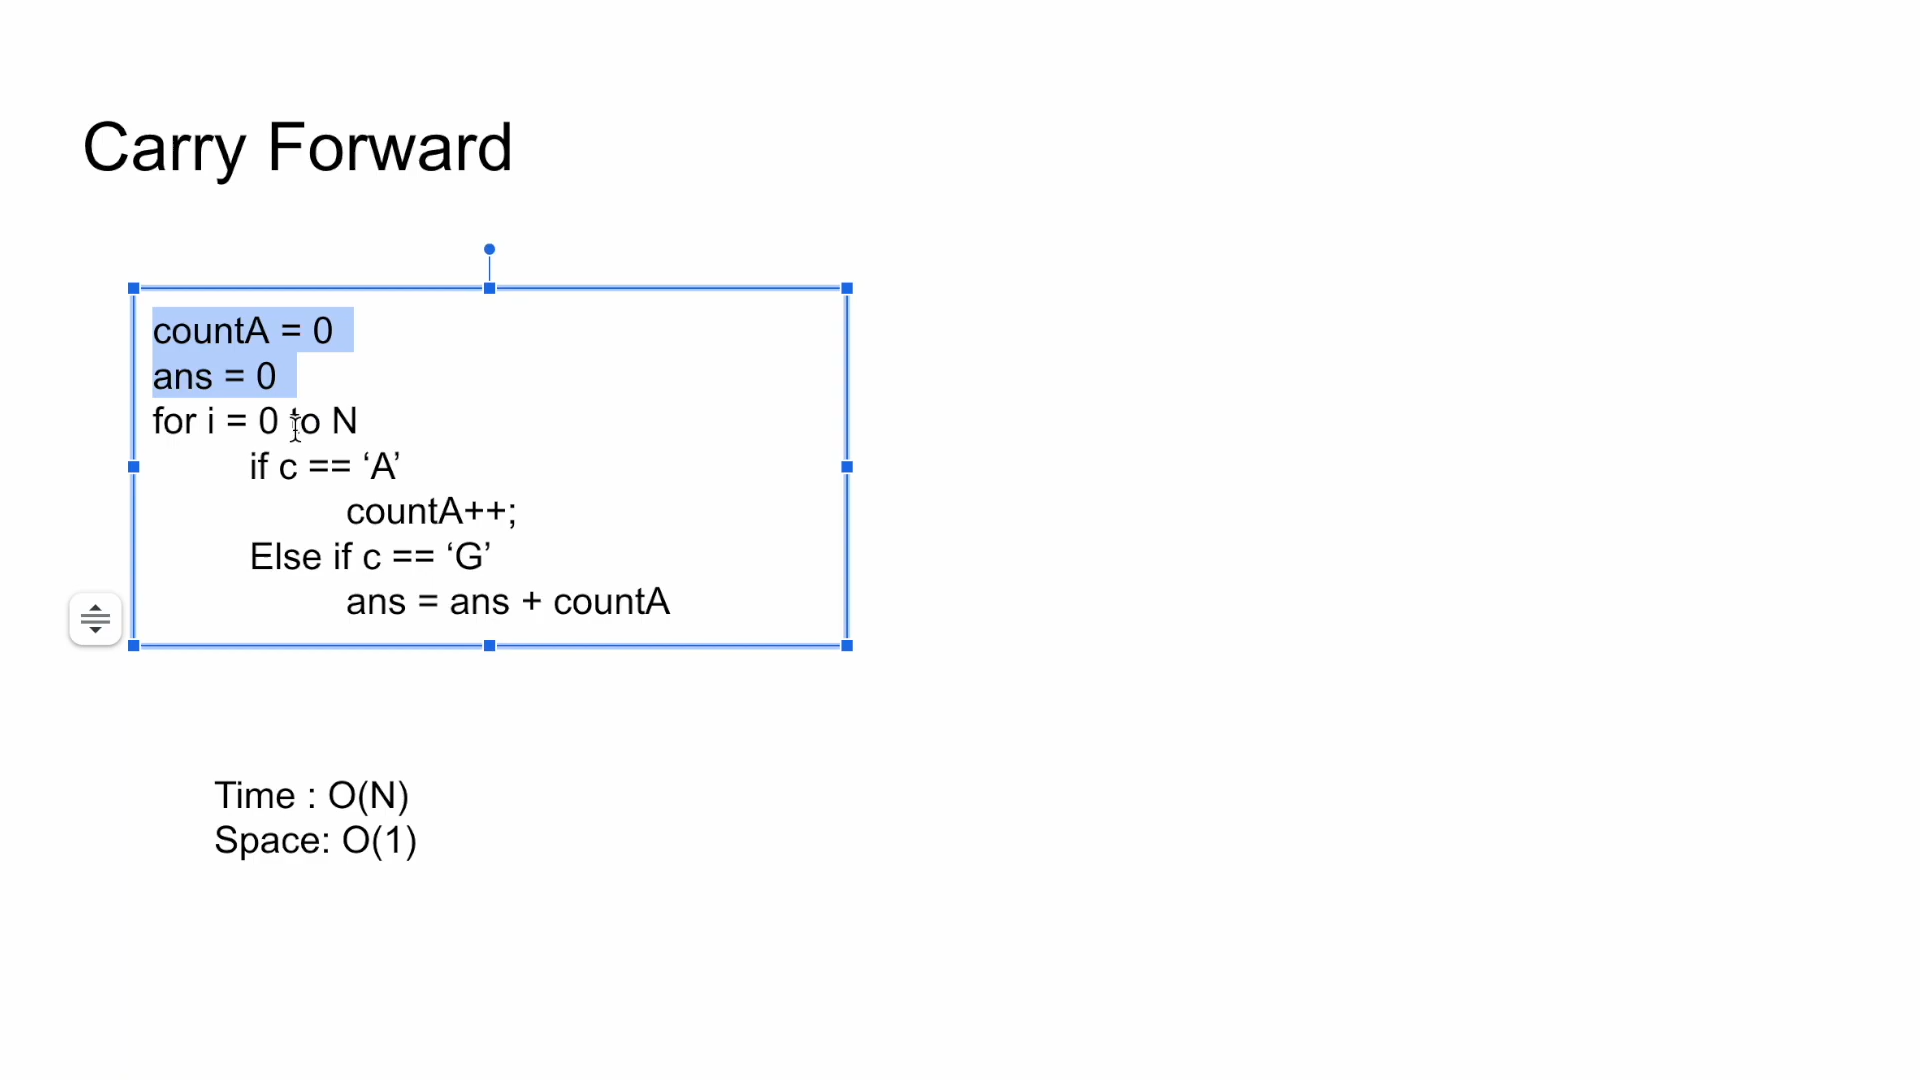 Carry Forward
countA = 0
ans = 0
for i = 0 to N
if c == ‘A’
countA++;
Else if c == ‘G’
ans = ans + countA
Time : O(N)
Space: O(1)